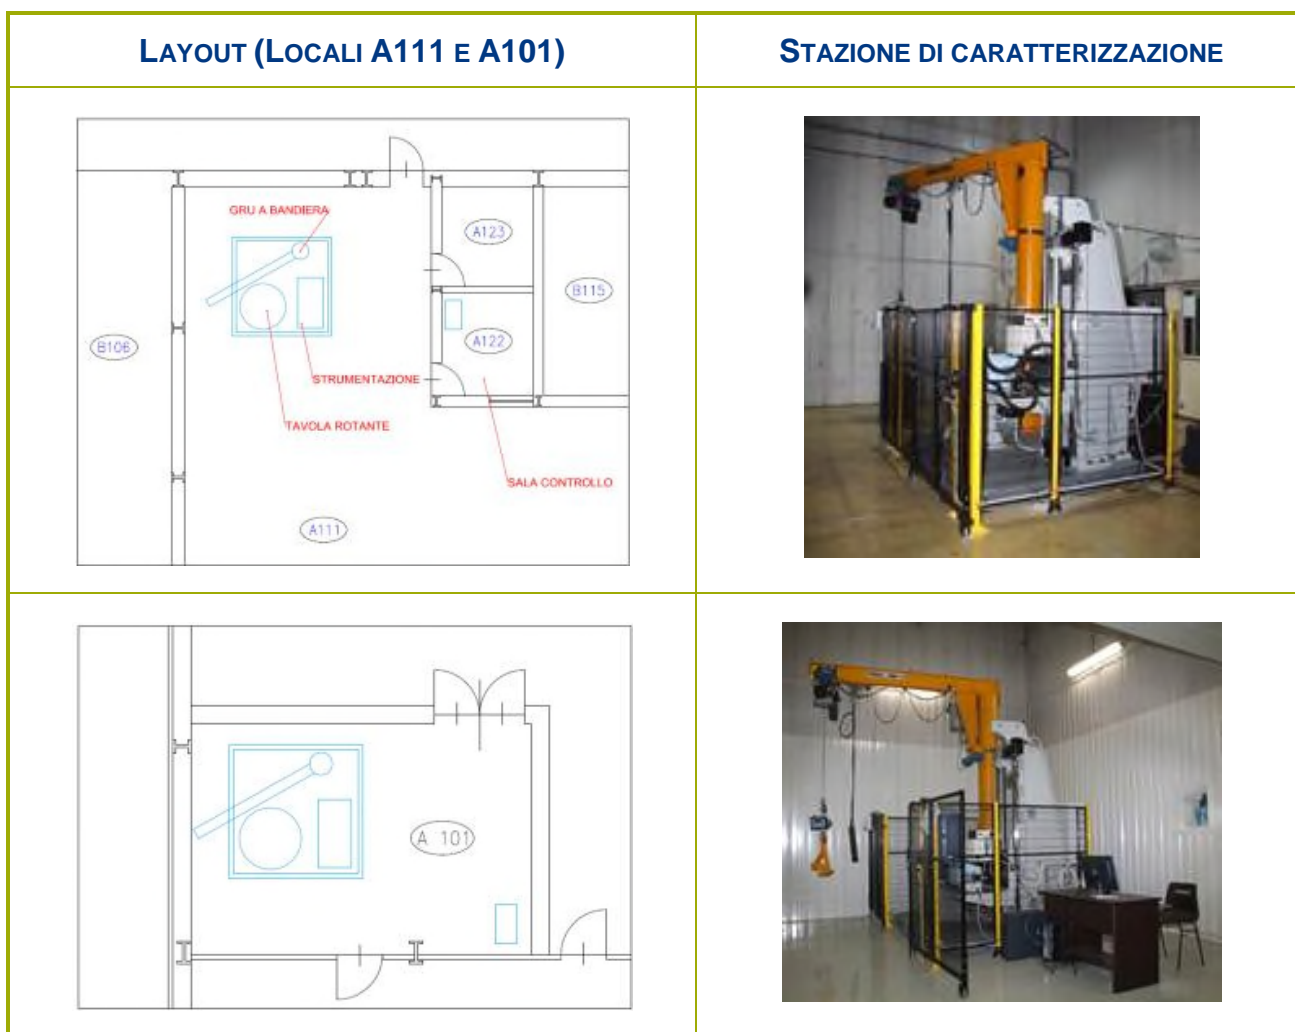 LAYOUT (LOCALI A111 E A101)
STAZIONE DI CARATTERIZZAZIONE
GRU A BANDIERA
A123
B115
B106
A122
STRUMENTAZIONE
TAVOLA ROTANTE
SALA CONTROLLO
A111
A 101